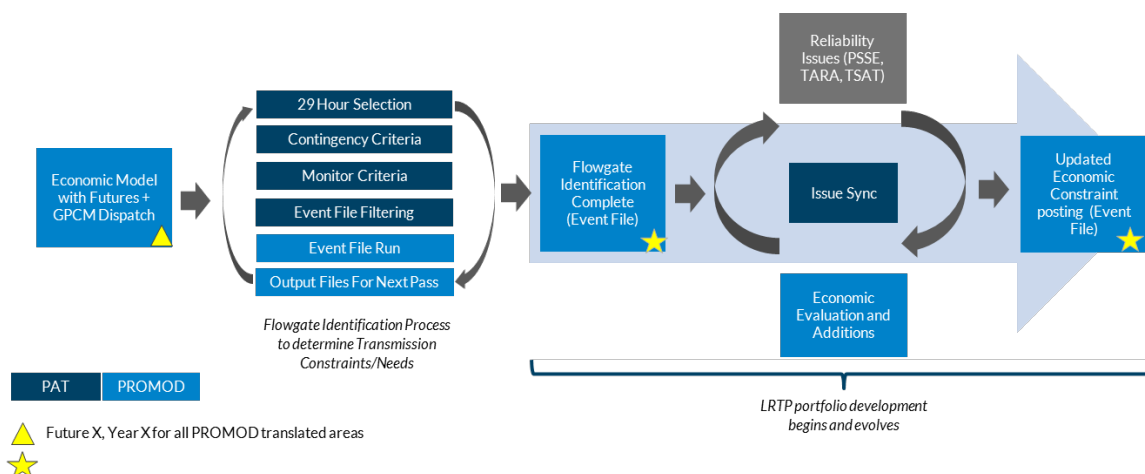 Economic Model
with Futures +
GPCM Dispatch
29 Hour Selection
Contingency Criteria
Monitor Criteria
Event File Filtering
Event File Run
Output Files For Next Pass
Flowgate Identification Process
to determine Transmission
Constraints/Needs
Flowgate
Identification
Complete
(Event File)
Reliability
Issues (PSSE,
TARA, TSAT)
Issue Sync
Economic
Evaluation and
Additions
Updated
Economic
Constraint
posting (Event
File)
LRTP portfolio development
begins and evolves
PAT
PROMOD
Future X, Year X for all PROMOD translated areas